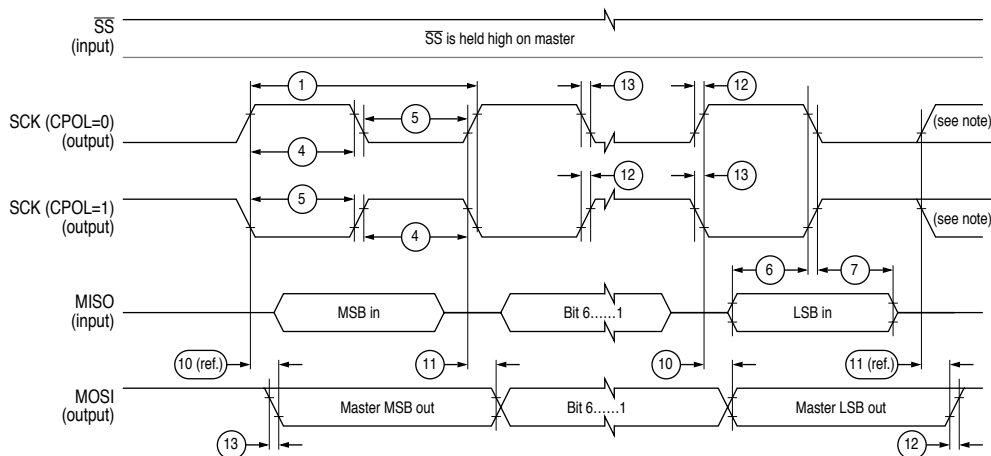 SS
(input)
SS is held high on master
1
13
12
SCK (CPOL=0)
(output)
5
(see note)
4
5
12
13
SCK (CPOL=1)
(output)
4
(see note)
6
7
MISO
(input)
MSB in
Bit 6......1
LSB in
10 (ref.)
11
10
11 (ref.)
MOSI
(output)
Master MSB out
Bit 6......1
Master LSB out
13
12